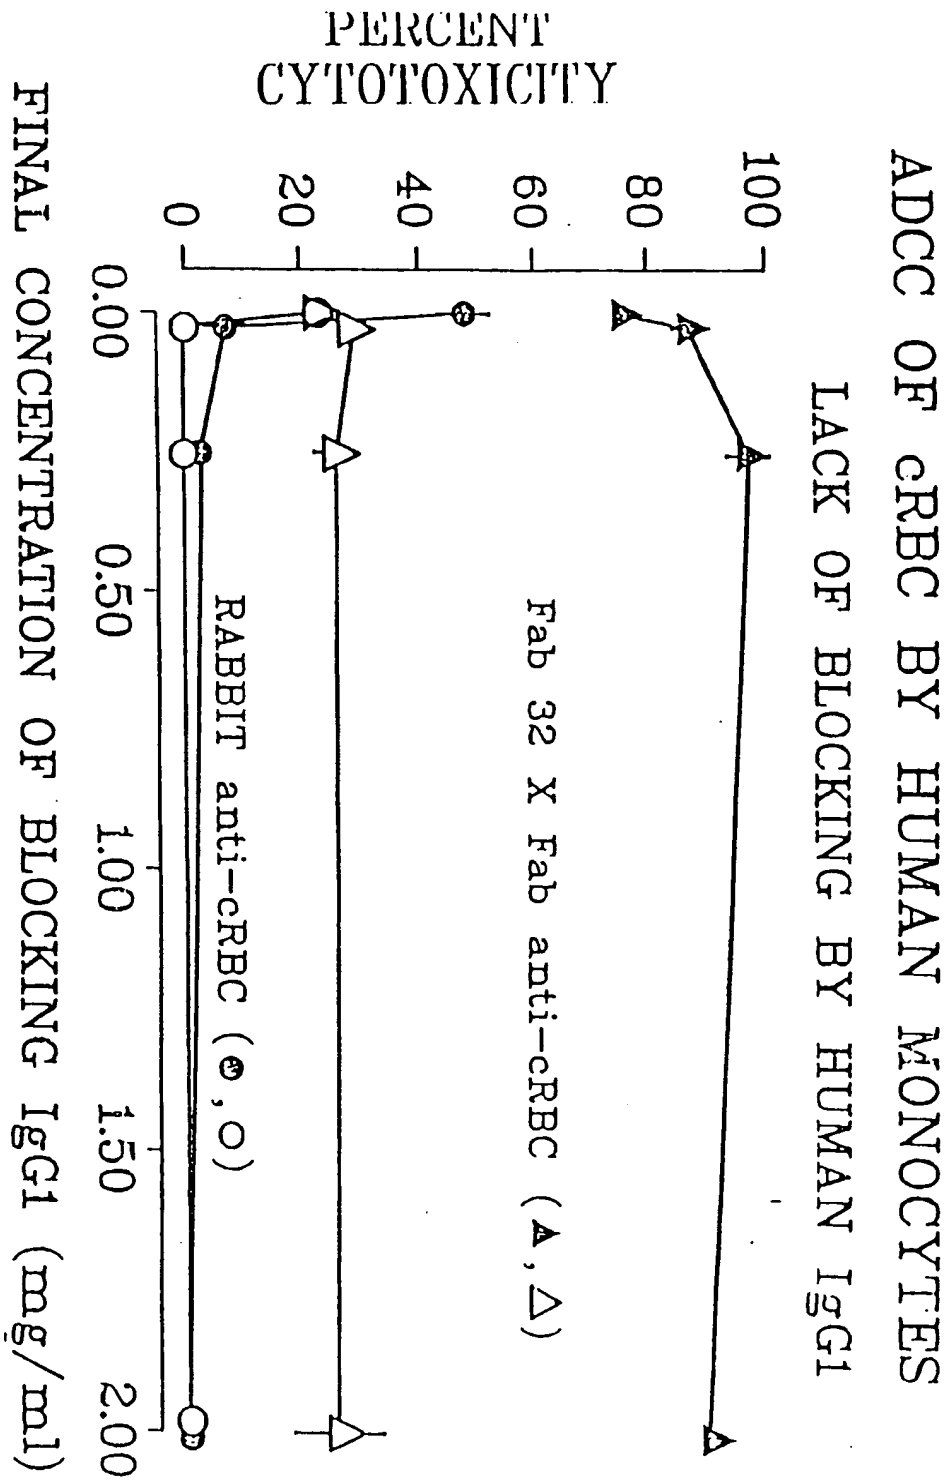 ADCC OF cRBC BY HUMAN MONOCYTES
LACK OF BLOCKING BY HUMAN IgG1
PERCENT
CYTOTOXICITY
100
80
60
40
20
0
Fab 32 X Fab anti-cRBC (▲,△)
RABBIT anti-cRBC (●,○)
0.00 0.50 1.00 1.50 2.00
FINAL CONCENTRATION OF BLOCKING IgG1 (mg/ml)